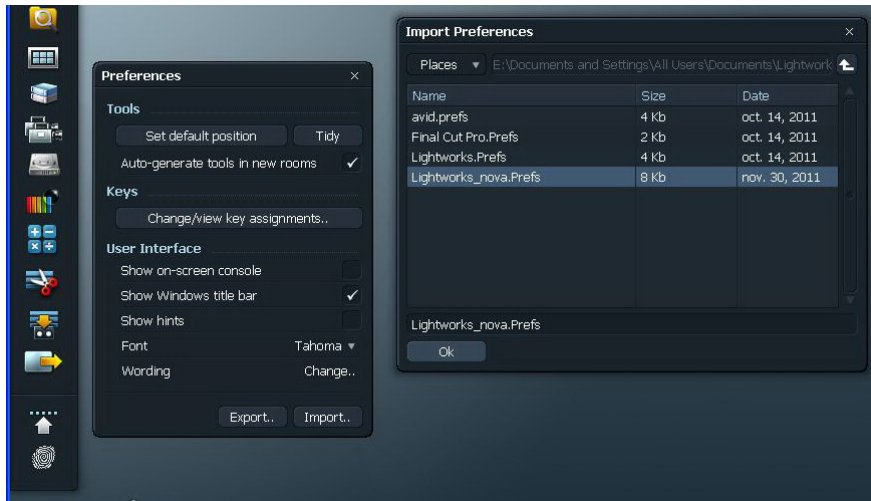 Preferences
Tools
Set default position
Tidy
Auto-generate tools in new rooms
Keys
Change/view key assignments..
User Interface
Show on-screen console
Show Windows title bar
Show hints
Font Tahoma
Wording Change..
Export.. Import..
Import Preferences
Places E:\Documents and Settings\All Users\Documents\Lightwork
Name Size Date
avid.prefs 4 Kb oct. 14, 2011
Final Cut Pro.Prefs 2 Kb oct. 14, 2011
Lightworks.Prefs 4 Kb oct. 14, 2011
Lightworks_nova.Prefs 8 Kb nov. 30, 2011
Lightworks_nova.Prefs
Ok